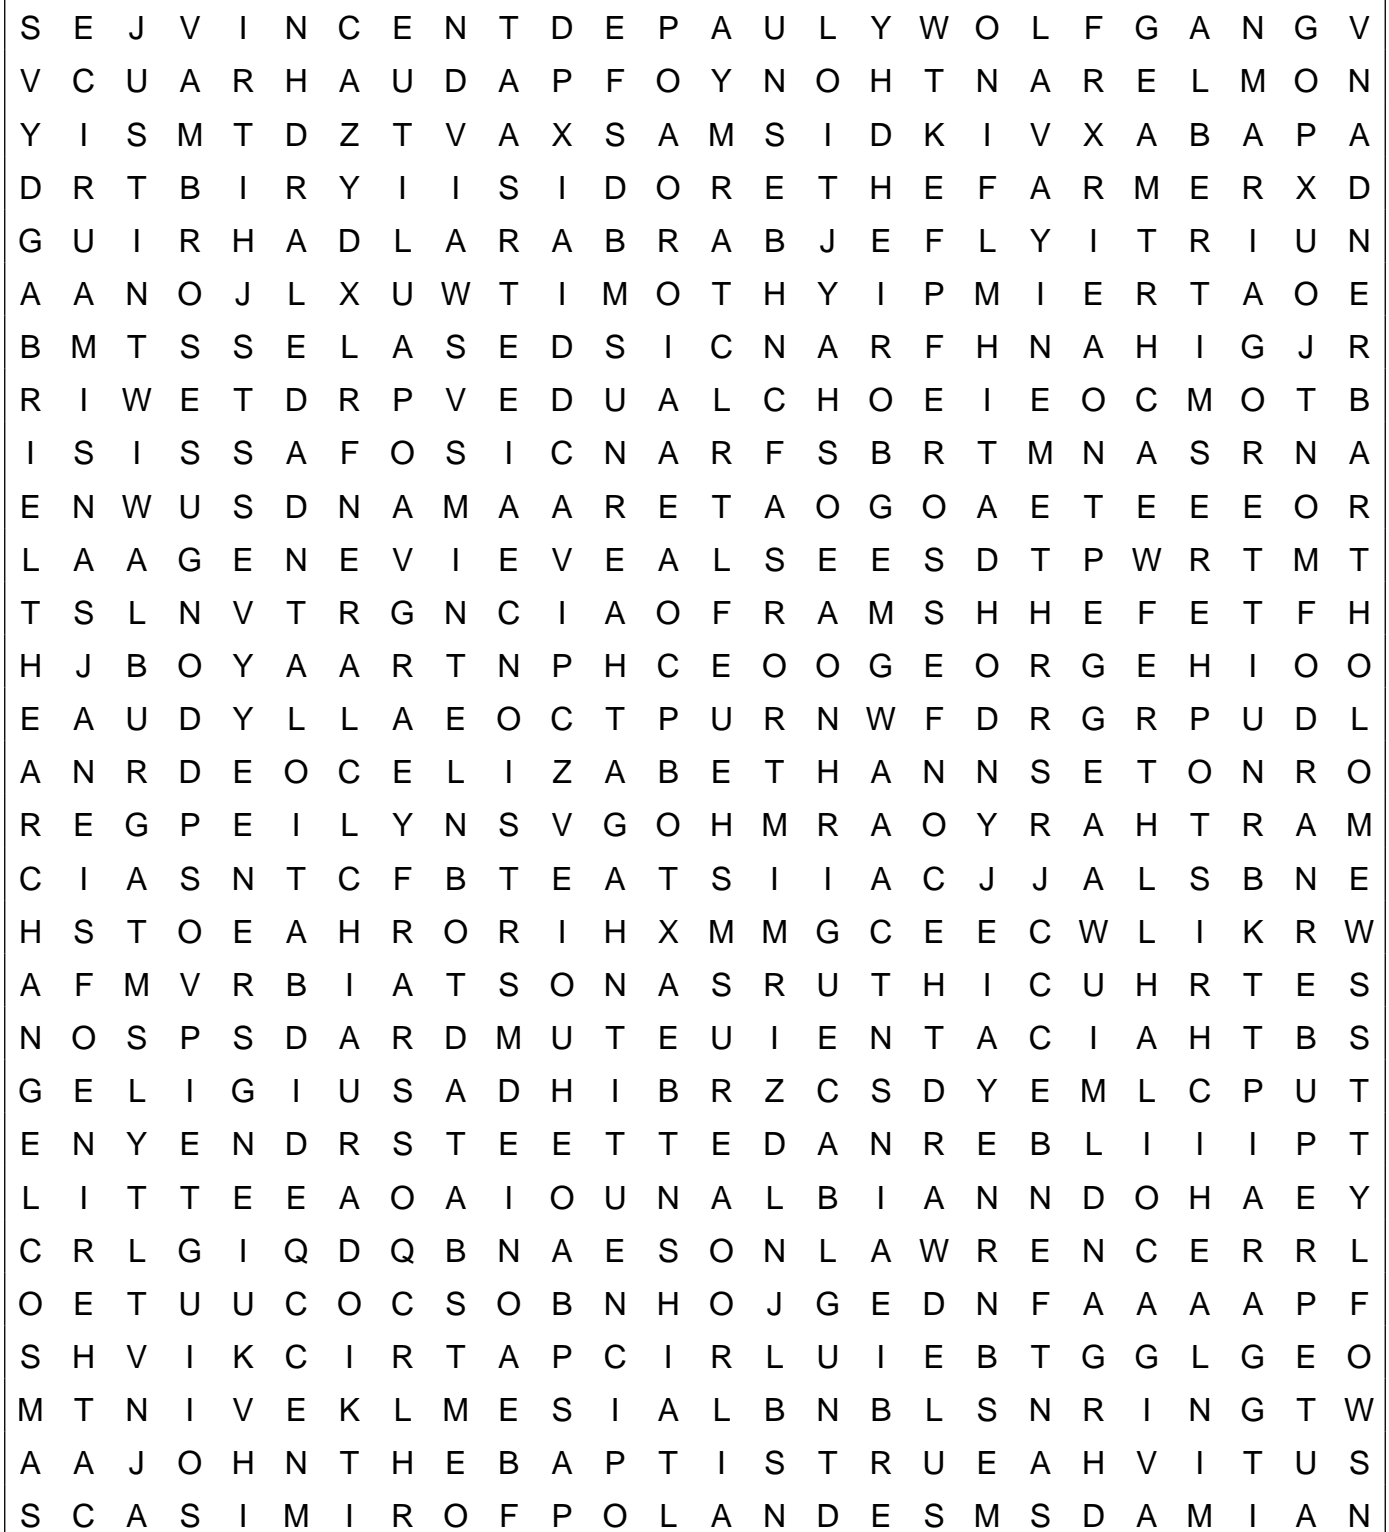 S E J V I N C E N T D E P A U L Y W O L F G A N G V
V C U A R H A U D A P F O Y N O H T N A R E L M O N
Y I S M T D Z T V A X S A M S I D K I V X A B A P A
D R T B I R Y I I S I D O R E T H E F A R M E R X D
G U I R H A D L A R A B R A B J E F L Y I T R I U N
A A N O J L X U W T I M O T H Y I P M I E R T A O E
B M T S S E L A S E D S I C N A R F H N A H I G J R
R I W E T D R P V E D U A L C H O E I E O C M O T B
I S I S S A F O S I C N A R F S B R T M N A S R N A
E N W U S D N A M A A R E T A O G O A E T E E E O R
L A A G E N E V I E V E A L S E E S D T P W R T M T
T S L N V T R G N C I A O F R A M S H H E F E T F H
H J B O Y A A R T N P H C E O O G E O R G E H I O O
E A U D Y L L A E O C T P U R N W F D R G R P U D L
A N R D E O C E L I Z A B E T H A N N S E T O N R O
R E G P E I L Y N S V G O H M R A O Y R A H T R A M
C I A S N T C F B T E A T S I I A C J J A L S B N E
H S T O E A H R O R I H X M M G C E E C W L I K R W
A F M V R B I A T S O N A S R U T H I C U H R T E S
N O S P S D A R D M U T E U I E N T A C I A H T B S
G E L I G I U S A D H I B R Z C S D Y E M L C P U T
E N Y E N D R S T E E T T E D A N R E B L I I I P T
L I T T E E A O A I O U N A L B I A N N D O H A E Y
C R L G I Q D Q B N A E S O N L A W R E N C E R R L
O E T U U C O C S O B N H O J G E D N F A A A A P F
S H V I K C I R T A P C I R L U I E B T G G L G E O
M T N I V E K L M E S I A L B N B L S N R I N G T W
A A J O H N T H E B A P T I S T R U E A H V I T U S
S C A S I M I R O F P O L A N D E S M S D A M I A N